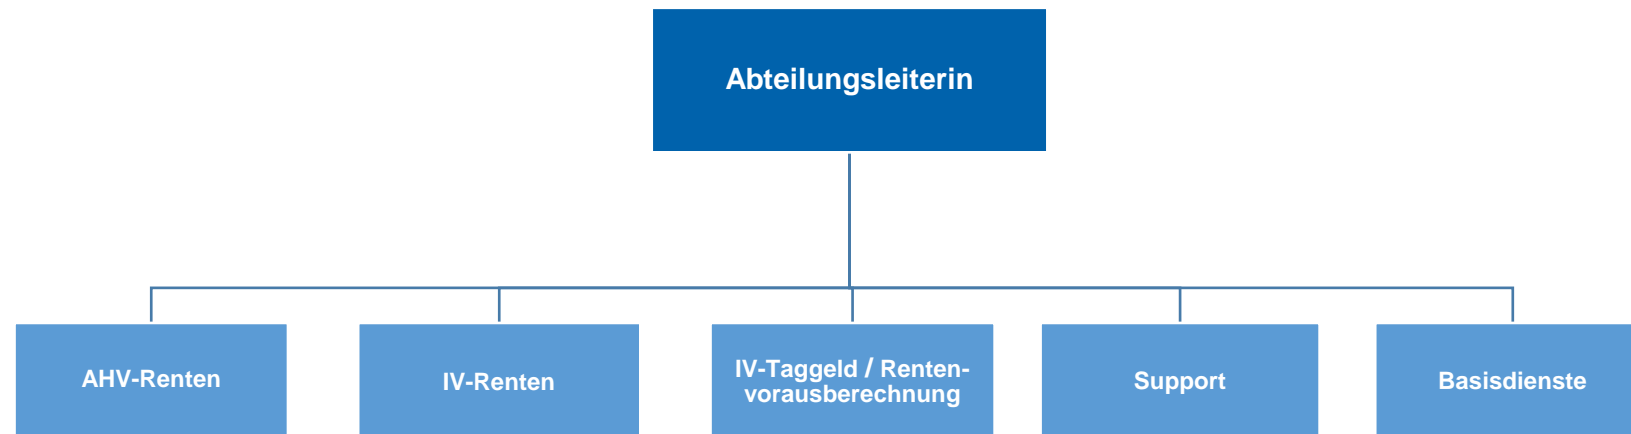 Abteilungsleiterin
AHV-Renten
IV-Renten
IV-Taggeld / Renten-
vorausberechnung
Support
Basisdienste